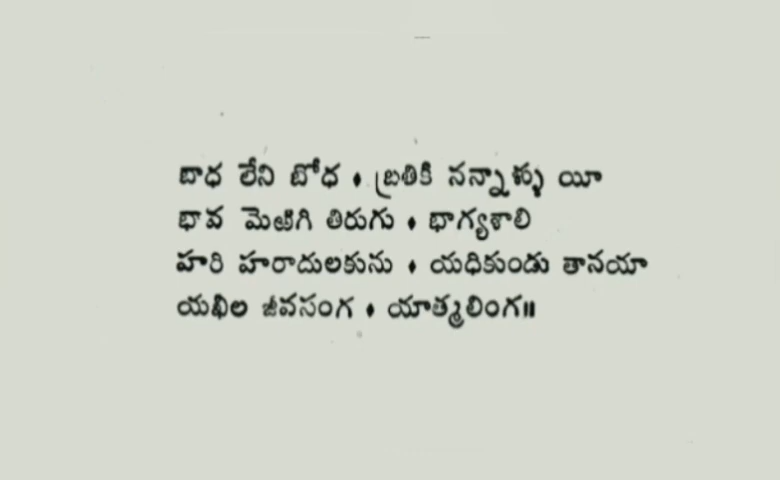 బాధ లేని బోధ • బ్రతికి నన్నాళ్ళు యీ
భావ మెఱిగి తిరుగు • భాగ్యశాలి
హరి హరాదులకును • యధికుండు తానయా
యఖిల జీవసంగ • యాత్మలింగ॥